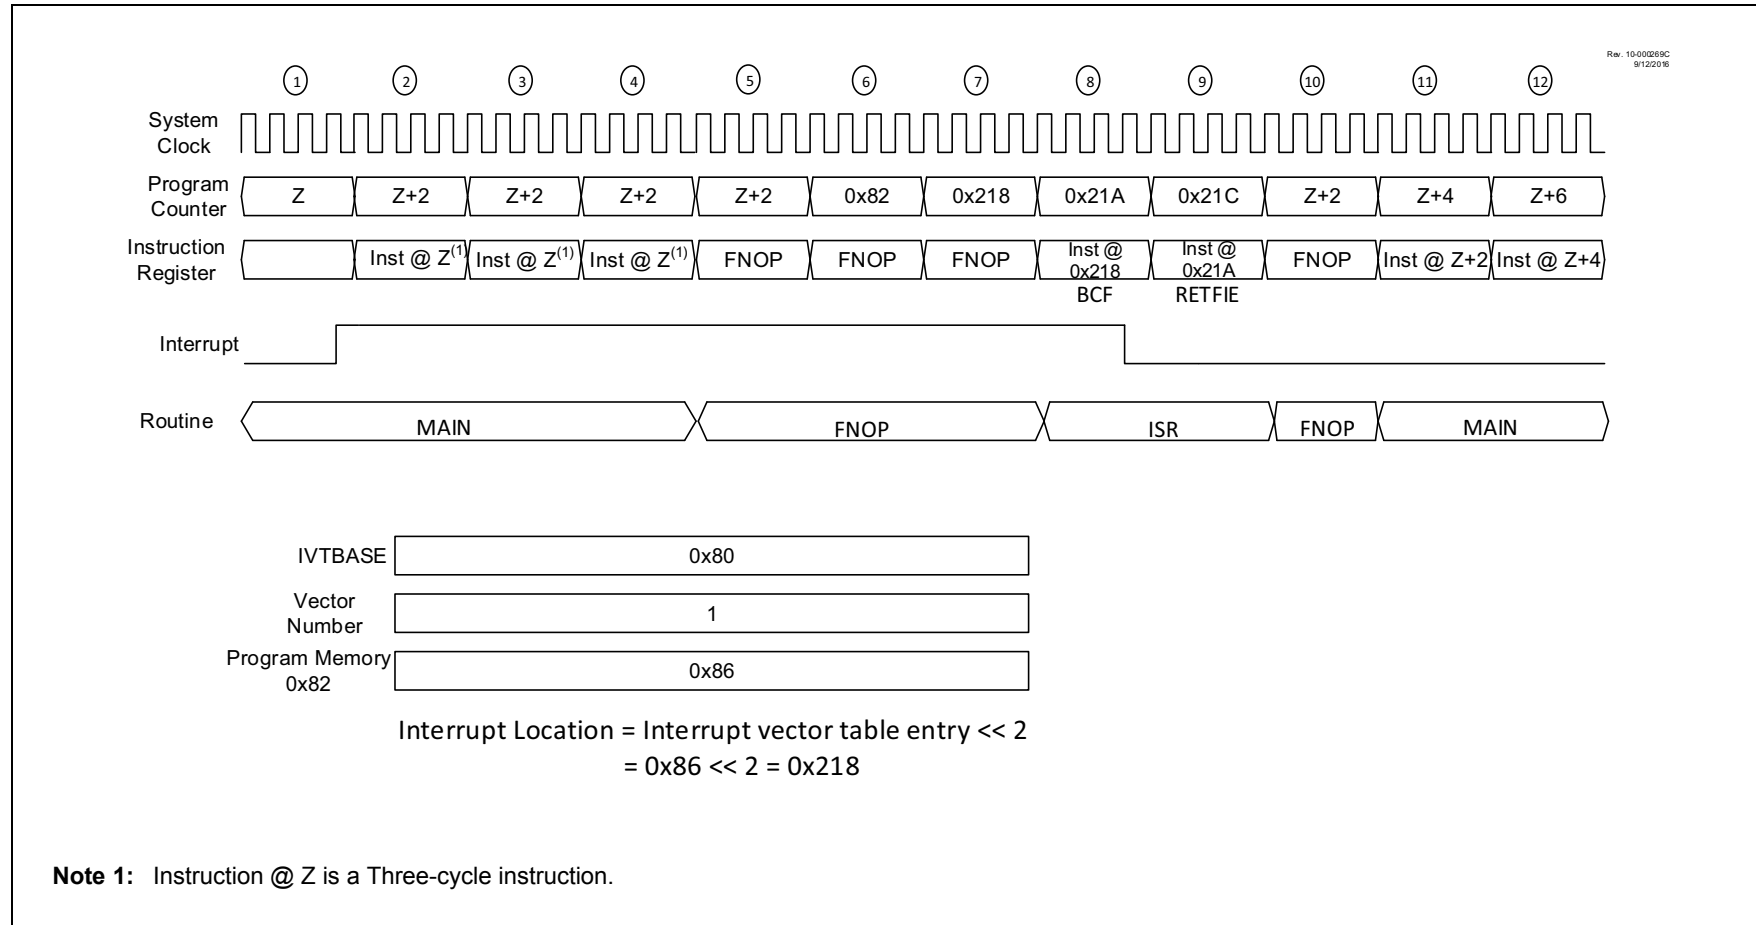 Rev. 10-000269C
9/12/2016
1 2 3 4 5 6 7 8 9 10 11 12
System
Clock
Program
Counter
Z Z+2 Z+2 Z+2 Z+2 0x82 0x218 0x21A 0x21C Z+2 Z+4 Z+6
Instruction
Register
Inst @ Z(1) Inst @ Z(1) Inst @ Z(1) FNOP FNOP FNOP
Inst @
0x218
BCF
Inst @
0x21A
RETFIE
FNOP Inst @ Z+2 Inst @ Z+4
Interrupt
Routine
MAIN FNOP ISR FNOP MAIN
IVTBASE
0x80
Vector
Number
1
Program Memory
0x82
0x86
Interrupt Location = Interrupt vector table entry << 2
= 0x86 << 2 = 0x218
Note 1: Instruction @ Z is a Three-cycle instruction.